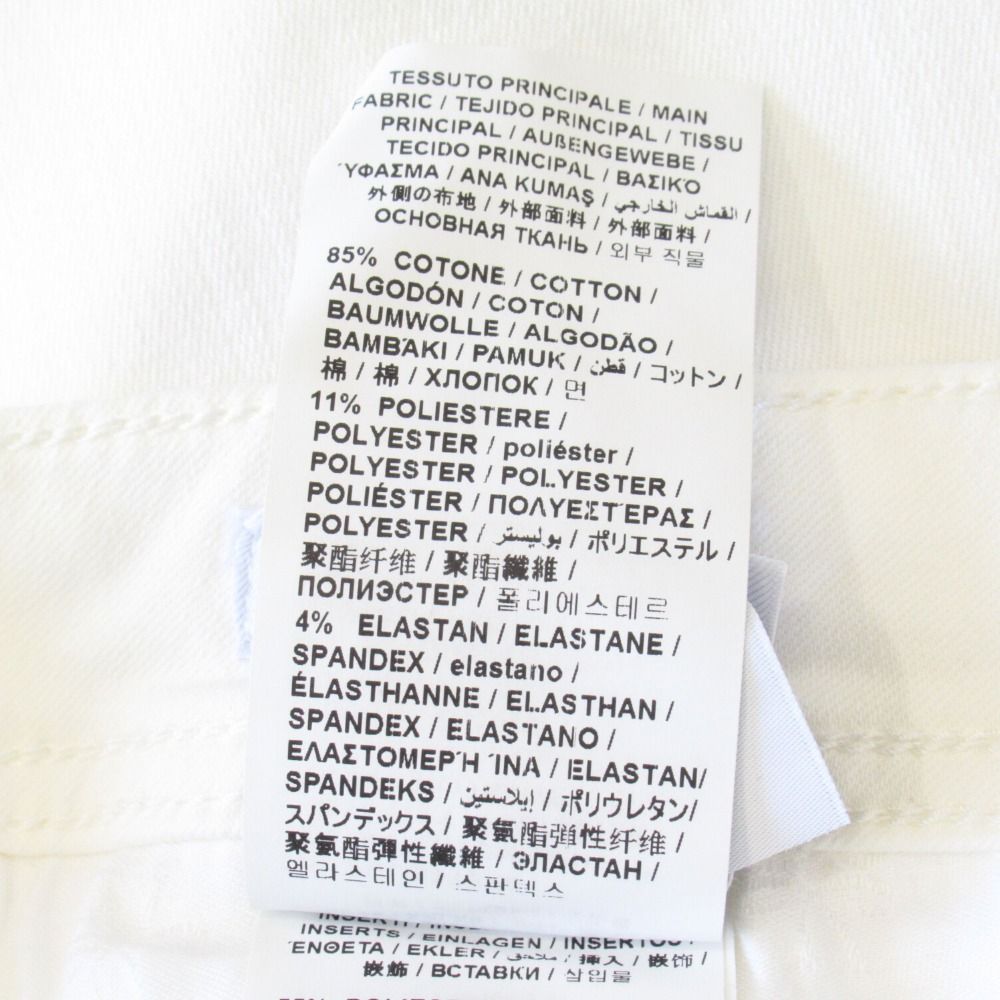 TESSUTO PRINCIPALE / MAIN
FABRIC / TEJIDO PRINCIPAL / TISSU
PRINCIPAL / AUßENGEWEBE /
TECIDO PRINCIPAL / ΒΑΣΙΚΌ
ΎΦΑΣΜΑ / ANA KUMAŞ / القماش الخارجي /
外側の布地 / 外部面料 / 外部面料 /
ОСНОВНАЯ ТКАНЬ / 외부 직물
85% COTONE / COTTON /
ALGODÓN / COTON /
BAUMWOLLE / ALGODÃO /
ΒΑΜΒΆΚΙ / PAMUK / قطن / コットン /
棉 / 棉 / ХЛОПОК / 면
11% POLIESTERE /
POLYESTER / poliéster /
POLYESTER / POLYESTER /
POLIÉSTER / ΠΟΛΥΕΣΤΈΡΑΣ /
POLYESTER / بوليستر / ポリエステル /
聚酯纤维 / 聚酯纖維 /
ПОЛИЭСТЕР / 폴리에스테르
4% ELASTAN / ELASTANE /
SPANDEX / elastano /
ÉLASTHANNE / ELASTHAN /
SPANDEX / ELASTANO /
ΕΛΑΣΤΟΜΕΡΉ ΊΝΑ / ELASTAN/
SPANDEKS / إيلاستين / ポリウレタン/
スパンデックス / 聚氨酯弹性纤维 /
聚氨酯彈性纖維 / ЭЛАСТАН /
엘라스테인 / 스판덱스
INSERTS / EINLAGEN / INSERTOS /
ΈΝΘΕΤΑ / EKLER / / 挿入 / 嵌饰 /
嵌飾 / ВСТАВКИ / 삽입물